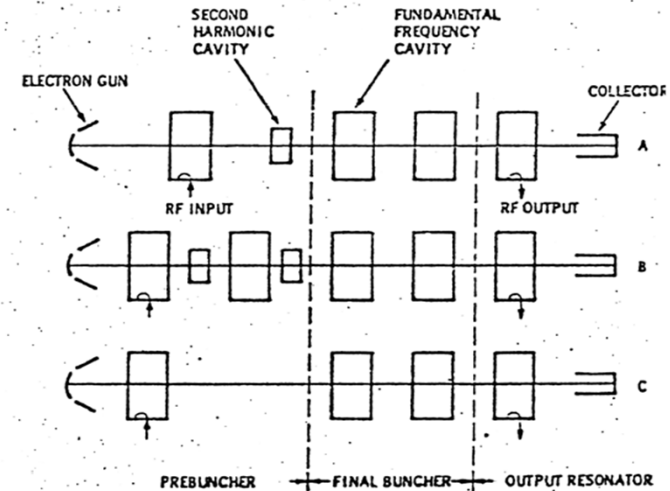 SECOND
HARMONIC
CAVITY
FUNDAMENTAL
FREQUENCY
CAVITY
ELECTRON GUN
COLLECTOR
A
RF INPUT
RF OUTPUT
B
C
PREBUNCHER
FINAL BUNCHER
OUTPUT RESONATOR